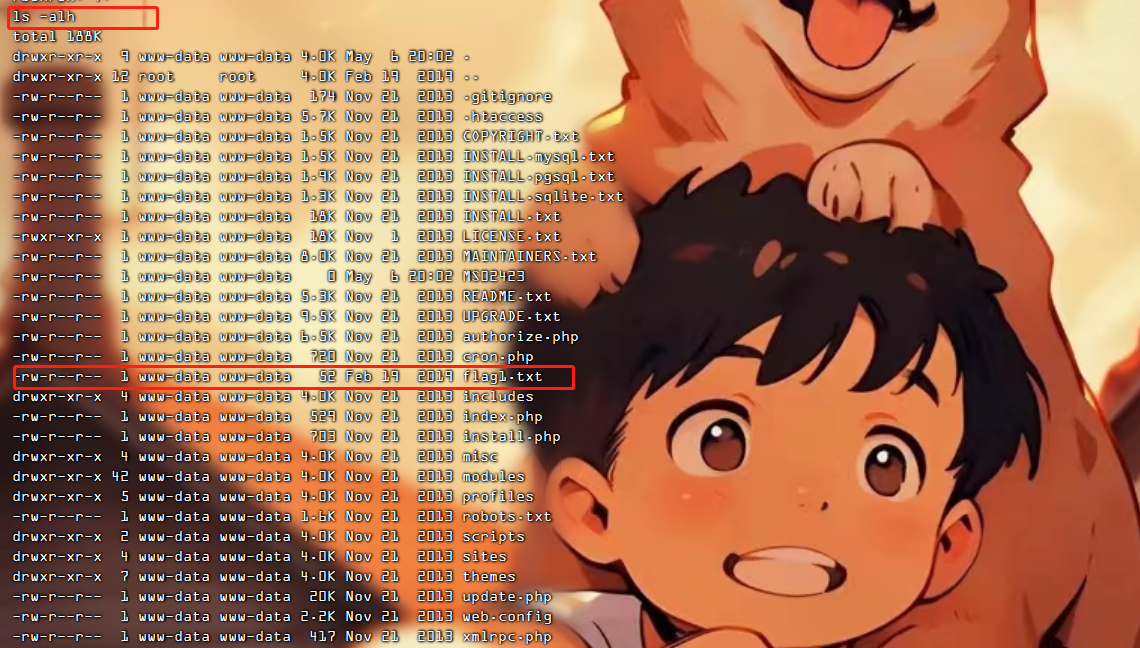 ls -alh
total 188K
drwxr-xr-x  9 www-data www-data 4.0K May  6 20:02 .
drwxr-xr-x 12 root     root     4.0K Feb 19  2019 ..
-rw-r--r--  1 www-data www-data  174 Nov 21  2013 .gitignore
-rw-r--r--  1 www-data www-data 5.7K Nov 21  2013 .htaccess
-rw-r--r--  1 www-data www-data 1.5K Nov 21  2013 COPYRIGHT.txt
-rw-r--r--  1 www-data www-data 1.5K Nov 21  2013 INSTALL.mysql.txt
-rw-r--r--  1 www-data www-data 1.9K Nov 21  2013 INSTALL.pgsql.txt
-rw-r--r--  1 www-data www-data 1.3K Nov 21  2013 INSTALL.sqlite.txt
-rw-r--r--  1 www-data www-data  18K Nov 21  2013 INSTALL.txt
-rwxr-xr-x  1 www-data www-data  18K Nov  1  2013 LICENSE.txt
-rw-r--r--  1 www-data www-data 8.0K Nov 21  2013 MAINTAINERS.txt
-rw-r--r--  1 www-data www-data    0 May  6 20:02 MSO2423
-rw-r--r--  1 www-data www-data 5.3K Nov 21  2013 README.txt
-rw-r--r--  1 www-data www-data 9.5K Nov 21  2013 UPGRADE.txt
-rw-r--r--  1 www-data www-data 6.5K Nov 21  2013 authorize.php
-rw-r--r--  1 www-data www-data  720 Nov 21  2013 cron.php
-rw-r--r--  1 www-data www-data   52 Feb 19  2019 flag1.txt
drwxr-xr-x  4 www-data www-data 4.0K Nov 21  2013 includes
-rw-r--r--  1 www-data www-data  529 Nov 21  2013 index.php
-rw-r--r--  1 www-data www-data  703 Nov 21  2013 install.php
drwxr-xr-x  4 www-data www-data 4.0K Nov 21  2013 misc
drwxr-xr-x 42 www-data www-data 4.0K Nov 21  2013 modules
drwxr-xr-x  5 www-data www-data 4.0K Nov 21  2013 profiles
-rw-r--r--  1 www-data www-data 1.6K Nov 21  2013 robots.txt
drwxr-xr-x  2 www-data www-data 4.0K Nov 21  2013 scripts
drwxr-xr-x  4 www-data www-data 4.0K Nov 21  2013 sites
drwxr-xr-x  7 www-data www-data 4.0K Nov 21  2013 themes
-rw-r--r--  1 www-data www-data  20K Nov 21  2013 update.php
-rw-r--r--  1 www-data www-data 2.2K Nov 21  2013 web.config
-rw-r--r--  1 www-data www-data  417 Nov 21  2013 xmlrpc.php